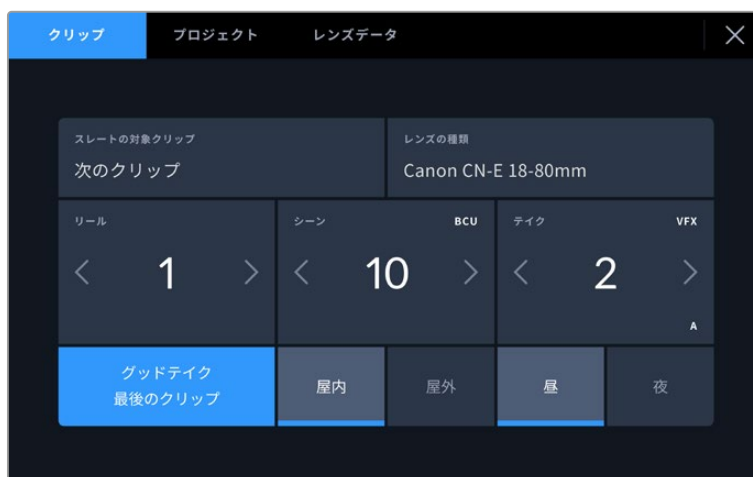 クリップ プロジェクト レンズデータ
スレートの対象クリップ レンズの種類
次のクリップ Canon CN-E 18-80mm
リール シーン BCU テイク VFX
1 10 2
A
グッドテイク
最後のクリップ
屋内 屋外 昼 夜